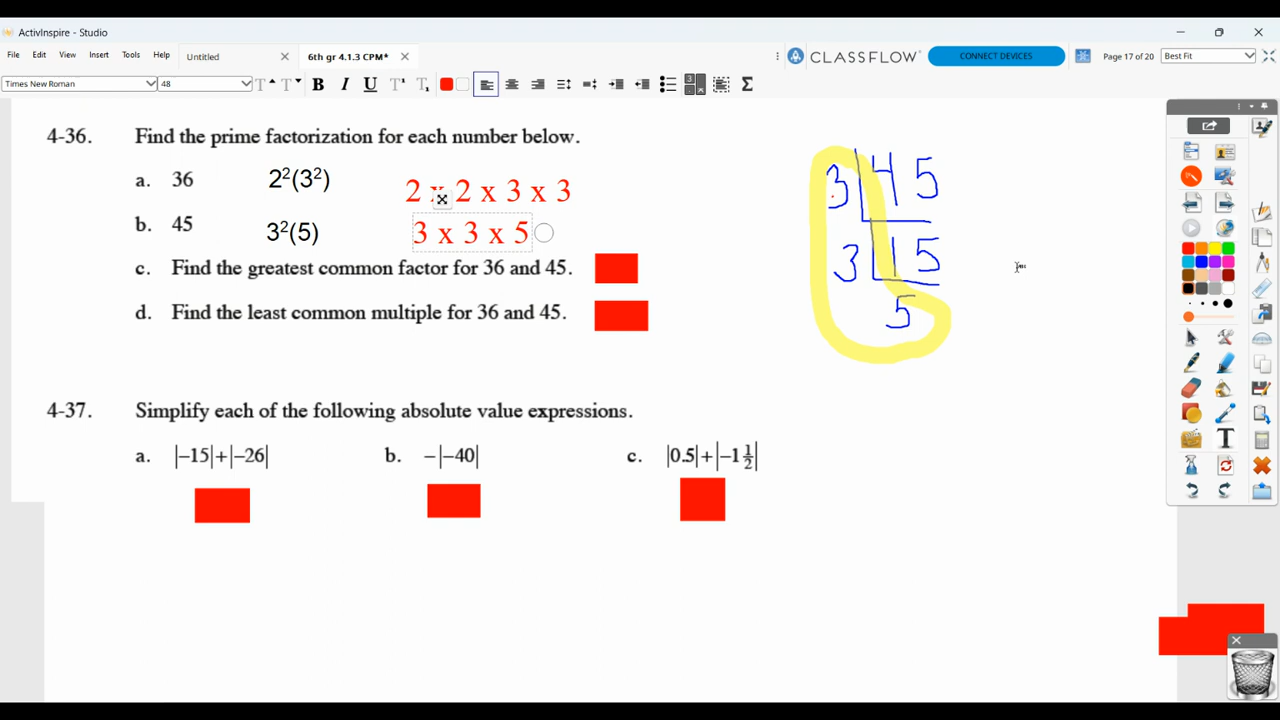 ActivInspire - Studio
File Edit View Insert Tools Help Untitled 6th gr 4.1.3 CPM* CLASSFLOW CONNECT DEVICES Page 17 of 20 Best Fit
Times New Roman 48 B I U
4-36. Find the prime factorization for each number below.
a. 36 2²(3²) 2 x 2 x 3 x 3
b. 45 3²(5) 3 x 3 x 5
c. Find the greatest common factor for 36 and 45.
d. Find the least common multiple for 36 and 45.
3 45
3 15
5
4-37. Simplify each of the following absolute value expressions.
a. |−15|+|−26| b. −|−40| c. |0.5|+|−1 1/2|